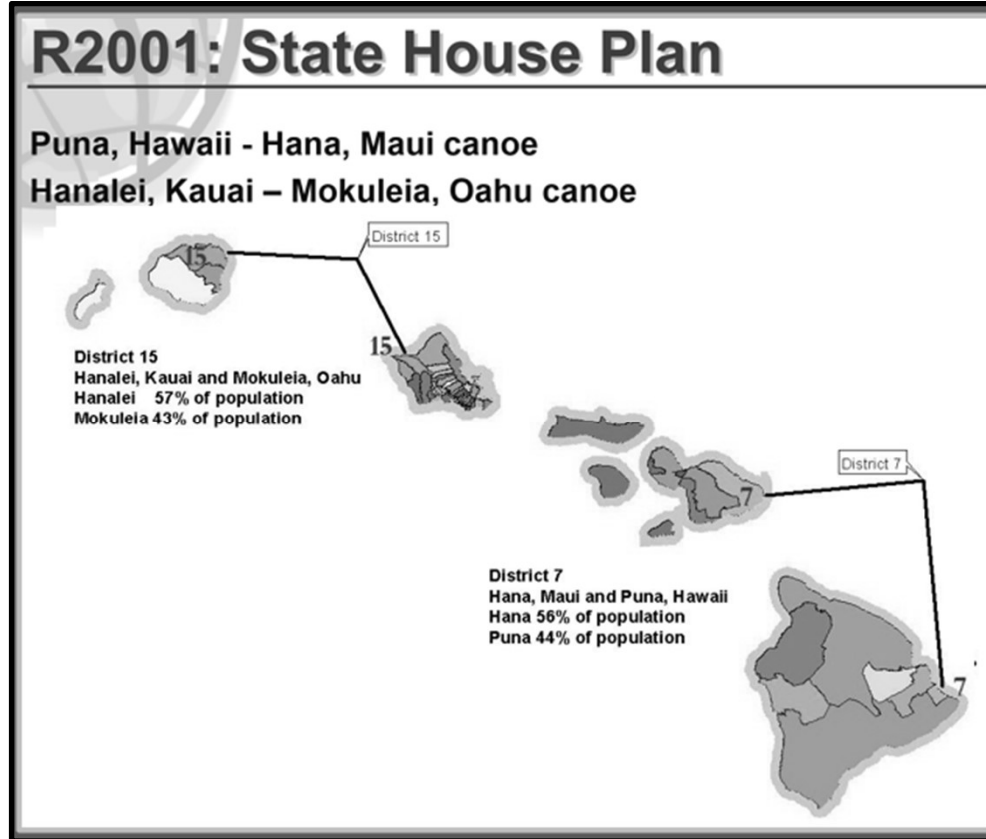 R2001: State House Plan
Puna, Hawaii - Hana, Maui canoe
Hanalei, Kauai – Mokuleia, Oahu canoe
District 15
15
15
District 15
Hanalei, Kauai and Mokuleia, Oahu
Hanalei 57% of population
Mokuleia 43% of population
District 7
7
District 7
Hana, Maui and Puna, Hawaii
Hana 56% of population
Puna 44% of population
7